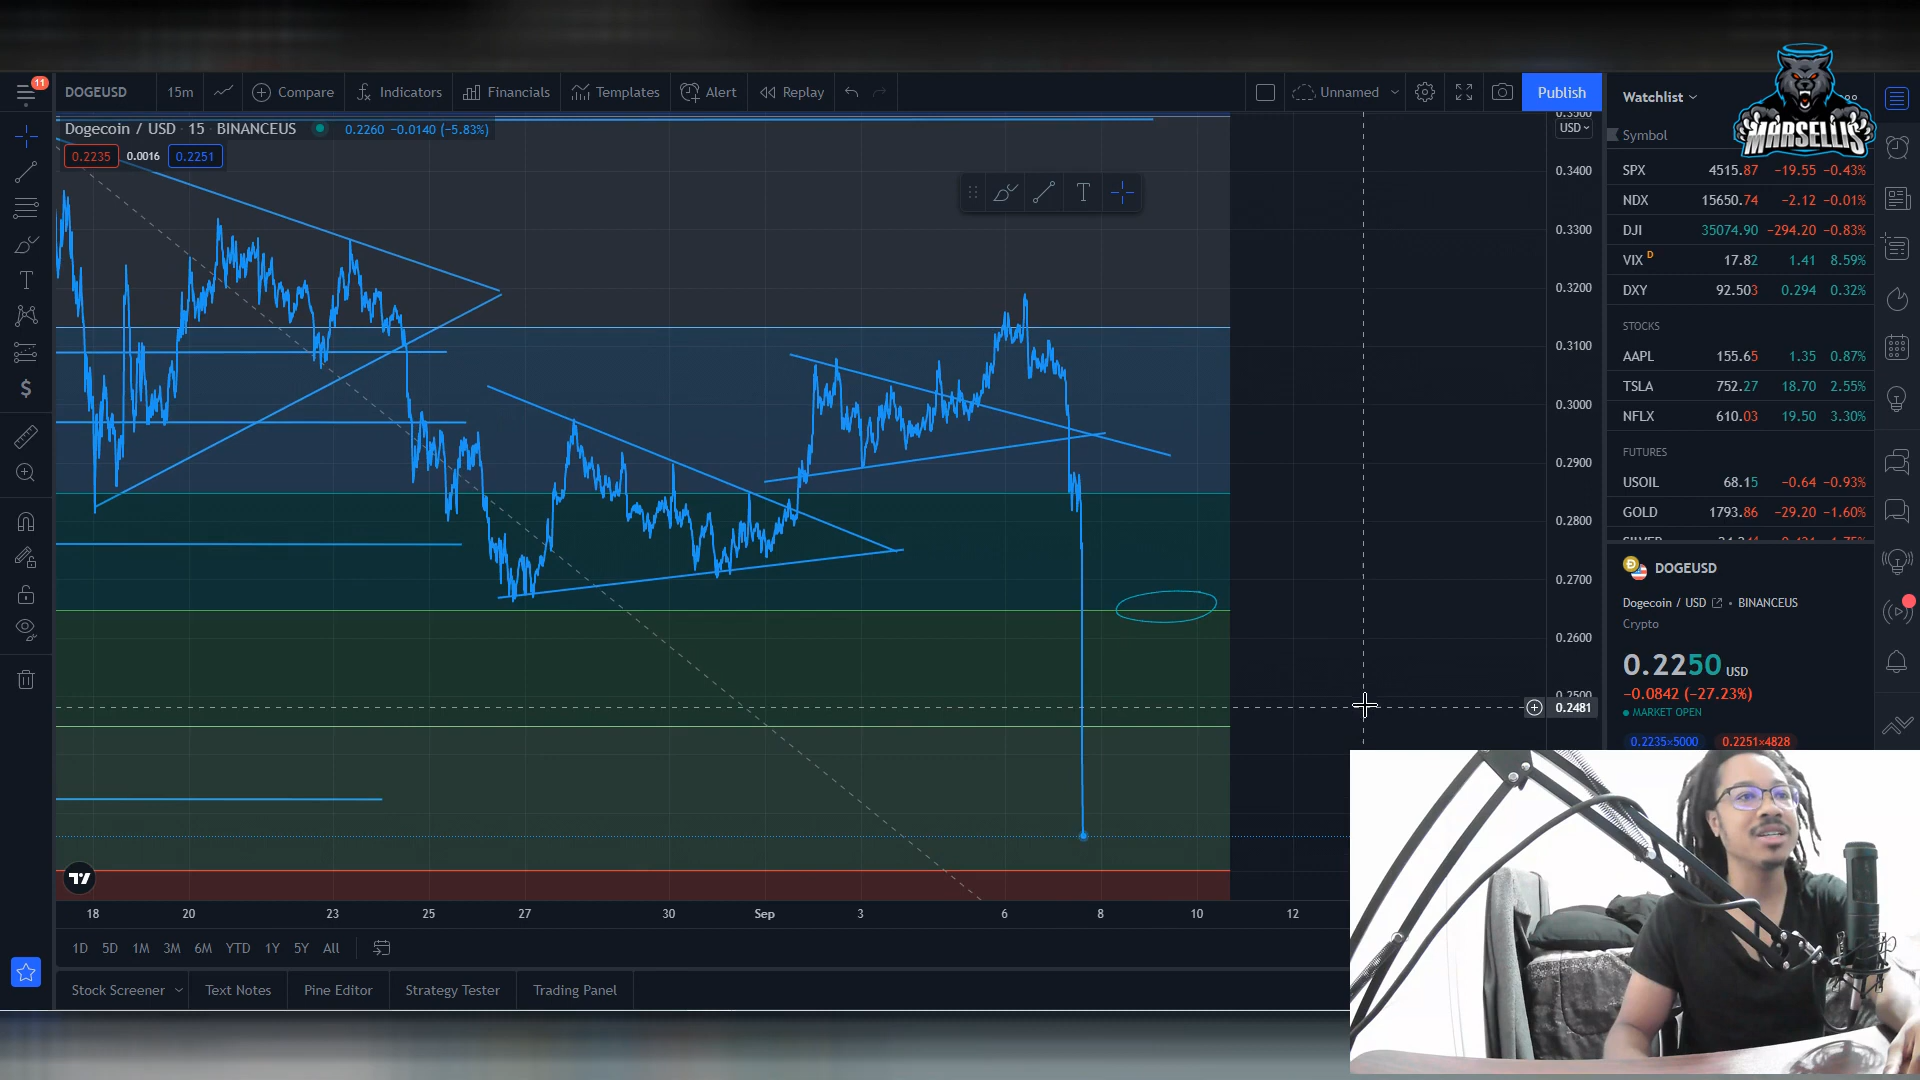 11
DOGEUSD 15m Compare Indicators Financials Templates Alert Replay Unnamed Publish
Dogecoin / USD · 15 · BINANCEUS 0.2260 −0.0140 (−5.83%)
0.2235 0.0016 0.2251
USD
0.3400
0.3300
0.3200
0.3100
0.3000
0.2900
0.2800
0.2700
0.2600
0.2500
0.2481
18 20 23 25 27 30 Sep 3 6 8 10 12
1D 5D 1M 3M 6M YTD 1Y 5Y All
Stock Screener Text Notes Pine Editor Strategy Tester Trading Panel
Watchlist
MARSELLIS
Symbol
SPX 4515.87 −19.55 −0.43%
NDX 15650.74 −2.12 −0.01%
DJI 35074.90 −294.20 −0.83%
VIX D 17.82 1.41 8.59%
DXY 92.503 0.294 0.32%
STOCKS
AAPL 155.65 1.35 0.87%
TSLA 752.27 18.70 2.55%
NFLX 610.03 19.50 3.30%
FUTURES
USOIL 68.15 −0.64 −0.93%
GOLD 1793.86 −29.20 −1.60%
DOGEUSD
Dogecoin / USD • BINANCEUS
Crypto
0.2250 USD
−0.0842 (−27.23%)
MARKET OPEN
0.2235×5000 0.2251×4828